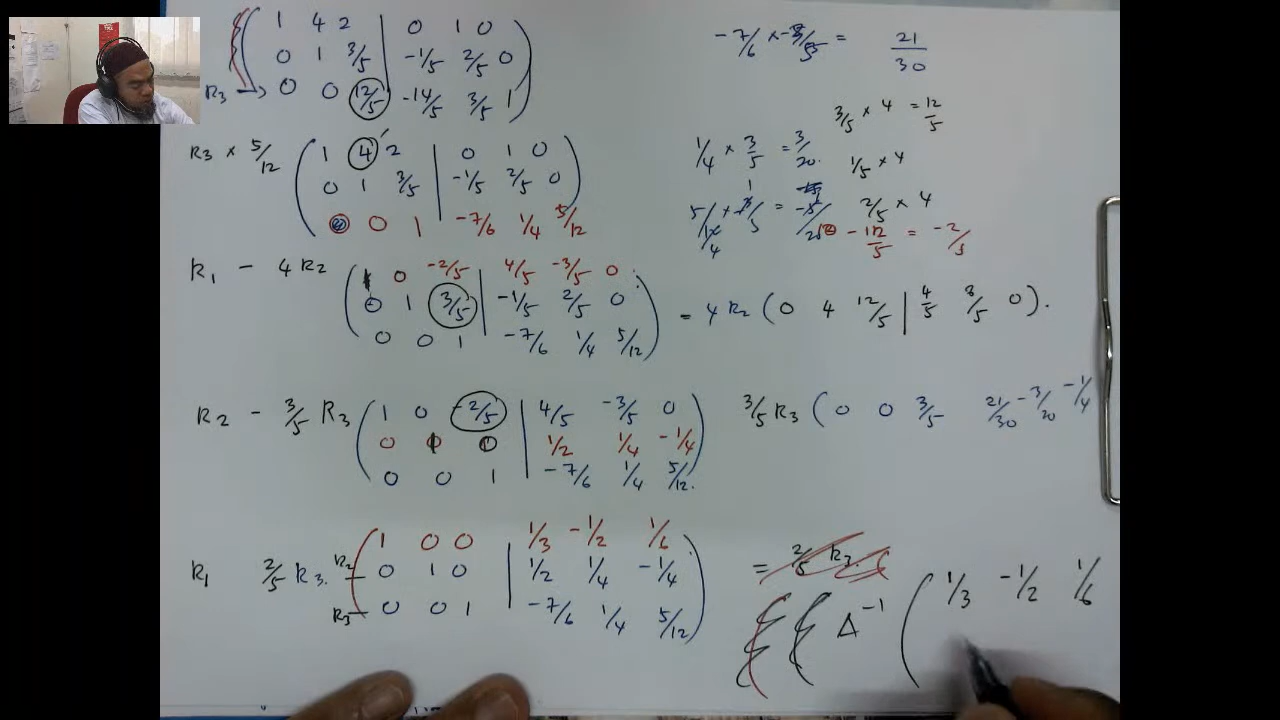 ( 1 4 2 | 0 1 0 )
0 1 3/5 | -1/5 2/5 0
R3 → 0 0 12/5 | -14/5 3/5 1
R3 × 5/12 ( 1 4 2 | 0 1 0 )
0 1 3/5 | -1/5 2/5 0
0 1 | -7/6 1/4 5/12
R1 - 4R2 ( 1 0 -2/5 | 4/5 -3/5 0 )
0 1 3/5 | -1/5 2/5 0
0 0 1 | -7/6 1/4 5/12
= 4R2 ( 0 4 12/5 | 4/5 8/5 0 ).
R2 - 3/5 R3 ( 1 0 -2/5 | 4/5 -3/5 0 )
0 1 0 | 1/2 1/4 -1/4
0 0 1 | -7/6 1/4 5/12.
3/5 R3 ( 0 0 3/5 21/30 -3/20 -1/4
R1 2/5 R3. ( 1 0 0 | 1/3 -1/2 1/6 )
R2 0 1 0 | 1/2 1/4 -1/4
R3 0 0 1 | -7/6 1/4 5/12
= 2/5 R3.
A-1 ( 1/3 -1/2 1/6
= 21/30
3/5 × 4 = 12/5
1/4 × 3/5 = 3/20.
1/5 × 4
2/5 × 4
-12/5 = -2/5